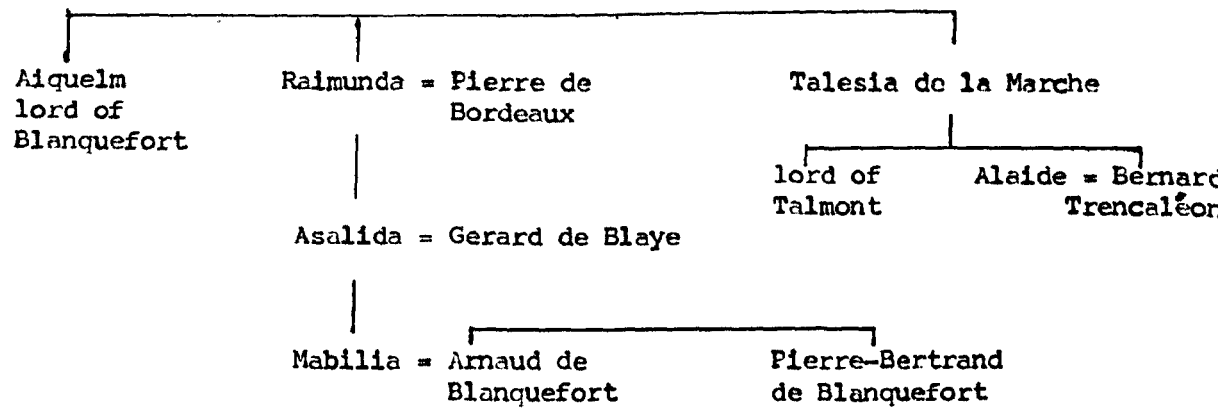 Aiquelm
lord of
Blanquefort
Raimunda = Pierre de
Bordeaux
Talesia de la Marche
lord of
Talmont
Alaide = Bernard
Trencaléon
Asalida = Gerard de Blaye
Mabilia = Arnaud de
Blanquefort
Pierre-Bertrand
de Blanquefort